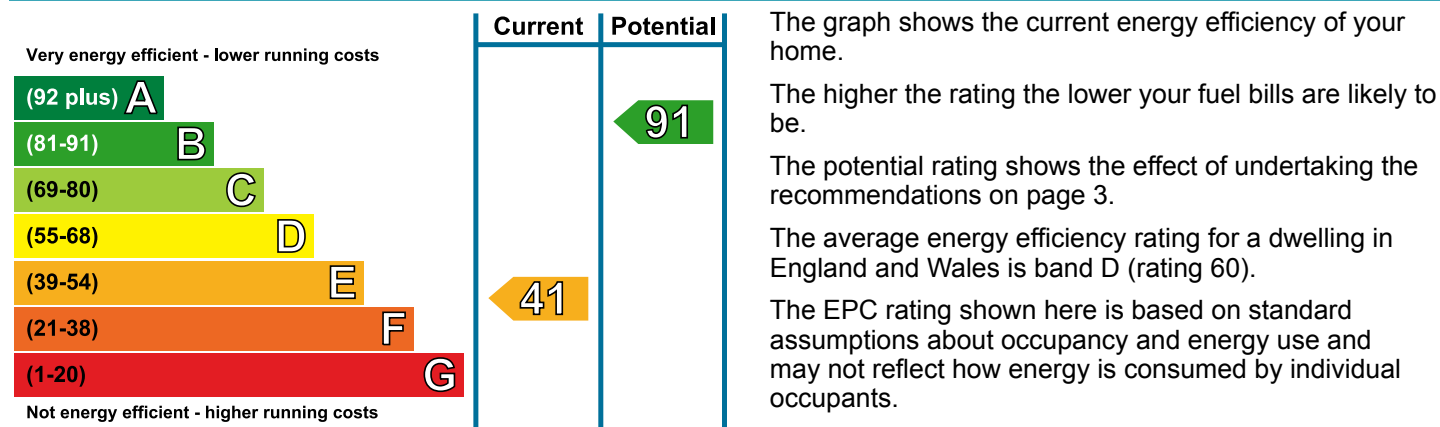 Current Potential
Very energy efficient - lower running costs
(92 plus) A
(81-91) B
(69-80) C
(55-68) D
(39-54) E
(21-38) F
(1-20) G
Not energy efficient - higher running costs
91
41
The graph shows the current energy efficiency of your
home.
The higher the rating the lower your fuel bills are likely to
be.
The potential rating shows the effect of undertaking the
recommendations on page 3.
The average energy efficiency rating for a dwelling in
England and Wales is band D (rating 60).
The EPC rating shown here is based on standard
assumptions about occupancy and energy use and
may not reflect how energy is consumed by individual
occupants.